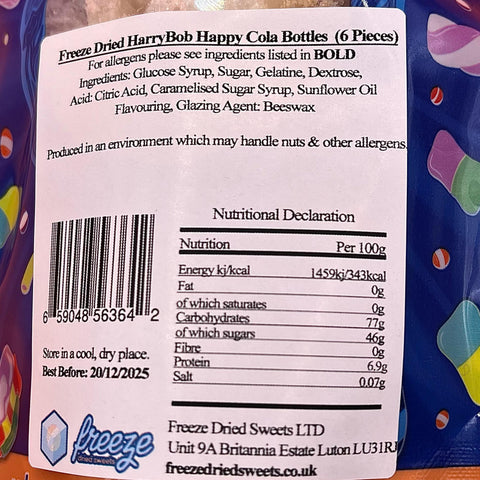 Freeze Dried HarryBob Happy Cola Bottles (6 Pieces)
For allergens please see ingredients listed in BOLD
Ingredients: Glucose Syrup, Sugar, Gelatine, Dextrose,
Acid: Citric Acid, Caramelised Sugar Syrup, Sunflower Oil
Flavouring, Glazing Agent: Beeswax
Produced in an environment which may handle nuts & other allergens.
Nutritional Declaration
Nutrition Per 100g
Energy kj/kcal 1459kj/343kcal
Fat 0g
of which saturates 0g
Carbohydrates 77g
of which sugars 46g
Fibre 0g
Protein 6.9g
Salt 0.07g
6 59048 56364 2
Store in a cool, dry place.
Best Before: 20/12/2025
freeze
dried sweets
Freeze Dried Sweets LTD
Unit 9A Britannia Estate Luton LU31RJ
freezedriedsweets.co.uk